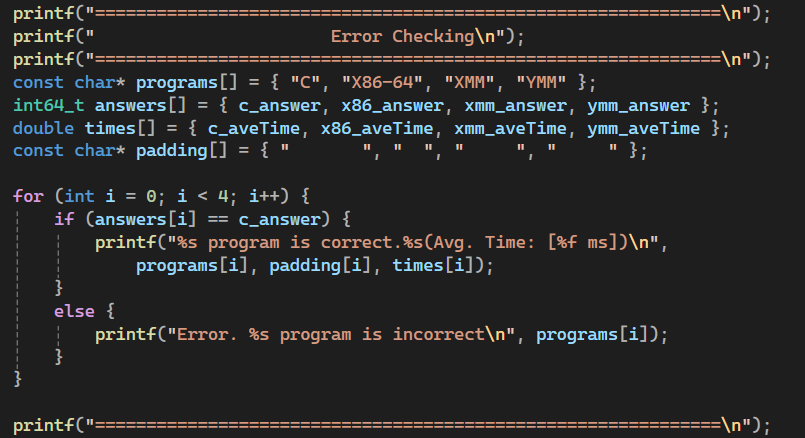 printf("=============================================================\n");
printf("                       Error Checking\n");
printf("=============================================================\n");
const char* programs[] = { "C", "X86-64", "XMM", "YMM" };
int64_t answers[] = { c_answer, x86_answer, xmm_answer, ymm_answer };
double times[] = { c_aveTime, x86_aveTime, xmm_aveTime, ymm_aveTime };
const char* padding[] = { "       ", "  ", "     ", "     " };

for (int i = 0; i < 4; i++) {
    if (answers[i] == c_answer) {
        printf("%s program is correct.%s(Avg. Time: [%f ms])\n",
            programs[i], padding[i], times[i]);
    }
    else {
        printf("Error. %s program is incorrect\n", programs[i]);
    }
}

printf("=============================================================\n");